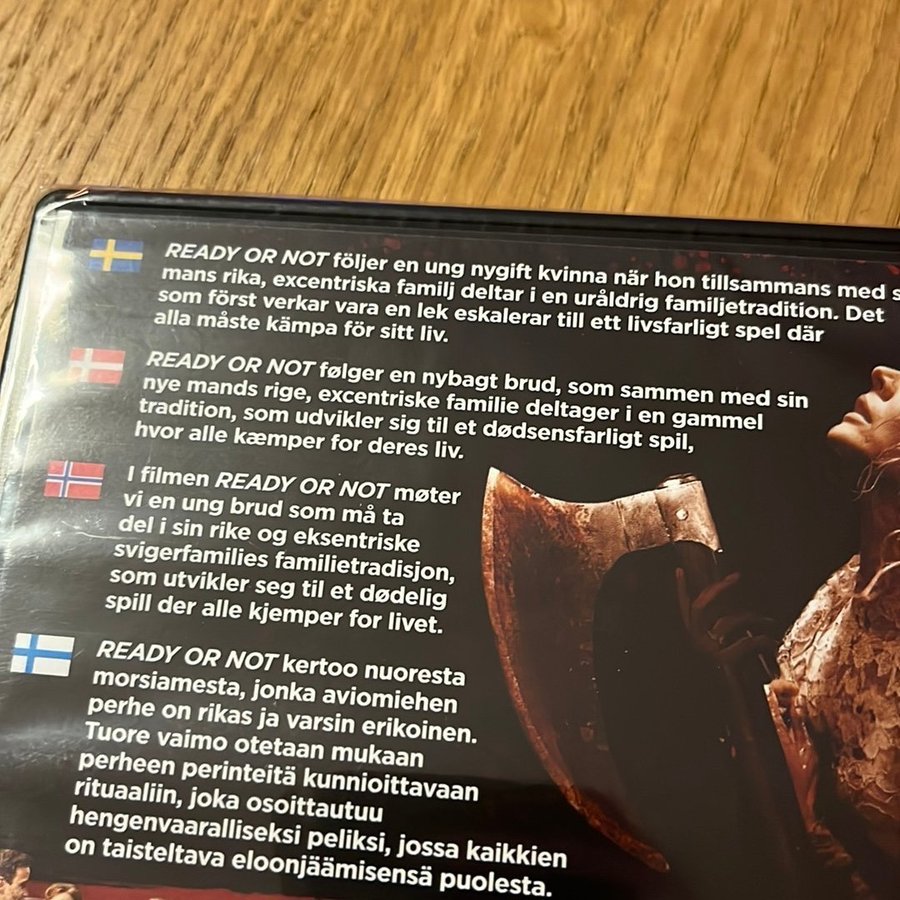 READY OR NOT följer en ung nygift kvinna när hon tillsammans med
mans rika, excentriska familj deltar i en uråldrig familjetradition. Det
som först verkar vara en lek eskalerar till ett livsfarligt spel där
alla måste kämpa för sitt liv.
READY OR NOT følger en nybagt brud, som sammen med sin
nye mands rige, excentriske familie deltager i en gammel
tradition, som udvikler sig til et dødsensfarligt spil,
hvor alle kæmper for deres liv.
I filmen READY OR NOT møter
vi en ung brud som må ta
del i sin rike og eksentriske
svigerfamilies familietradisjon,
som utvikler seg til et dødelig
spill der alle kjemper for livet.
READY OR NOT kertoo nuoresta
morsiamesta, jonka aviomiehen
perhe on rikas ja varsin erikoinen.
Tuore vaimo otetaan mukaan
perheen perinteitä kunnioittavaan
rituaaliin, joka osoittautuu
hengenvaaralliseksi peliksi, jossa kaikkien
on taisteltava eloonjäämisensä puolesta.